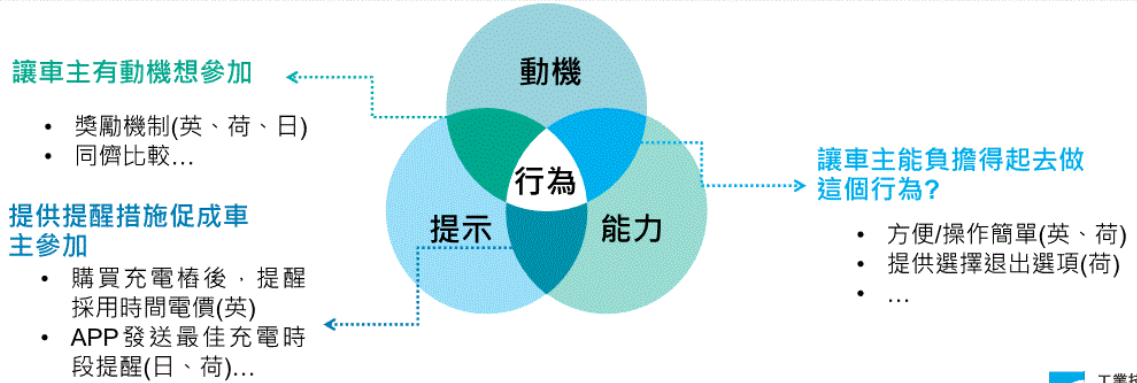 動機
行為
提示
能力
讓車主有動機想參加
• 獎勵機制(英、荷、日)
• 同儕比較…
提供提醒措施促成車
主參加
• 購買充電樁後，提醒
採用時間電價(英)
• APP發送最佳充電時
段提醒(日、荷)…
讓車主能負擔得起去做
這個行為?
• 方便/操作簡單(英、荷)
• 提供選擇退出選項(荷)
• …